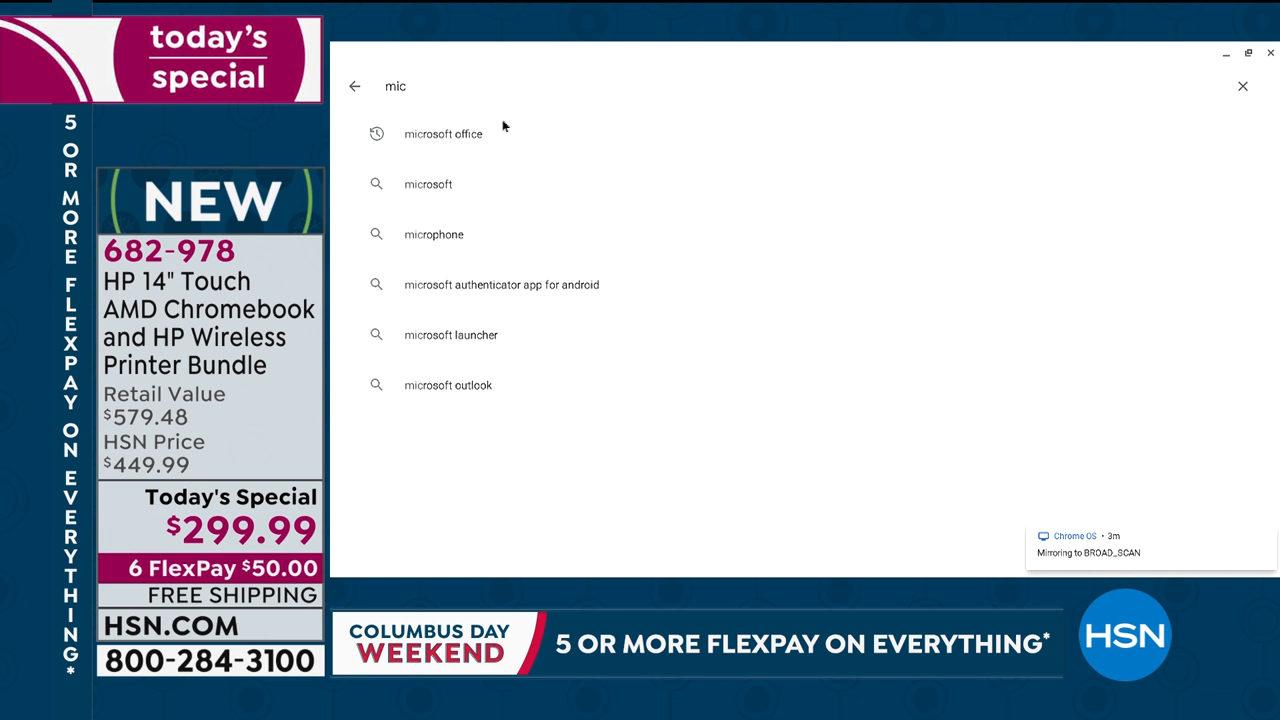 today's
special
5 OR MORE FLEXPAY ON EVERYTHING*
NEW
682-978
HP 14" Touch
AMD Chromebook
and HP Wireless
Printer Bundle
Retail Value
$579.48
HSN Price
$449.99
Today's Special
$299.99
6 FlexPay $50.00
FREE SHIPPING
HSN.COM
800-284-3100
mic
microsoft office
microsoft
microphone
microsoft authenticator app for android
microsoft launcher
microsoft outlook
Chrome OS • 3m
Mirroring to BROAD_SCAN
COLUMBUS DAY
WEEKEND
5 OR MORE FLEXPAY ON EVERYTHING*
HSN